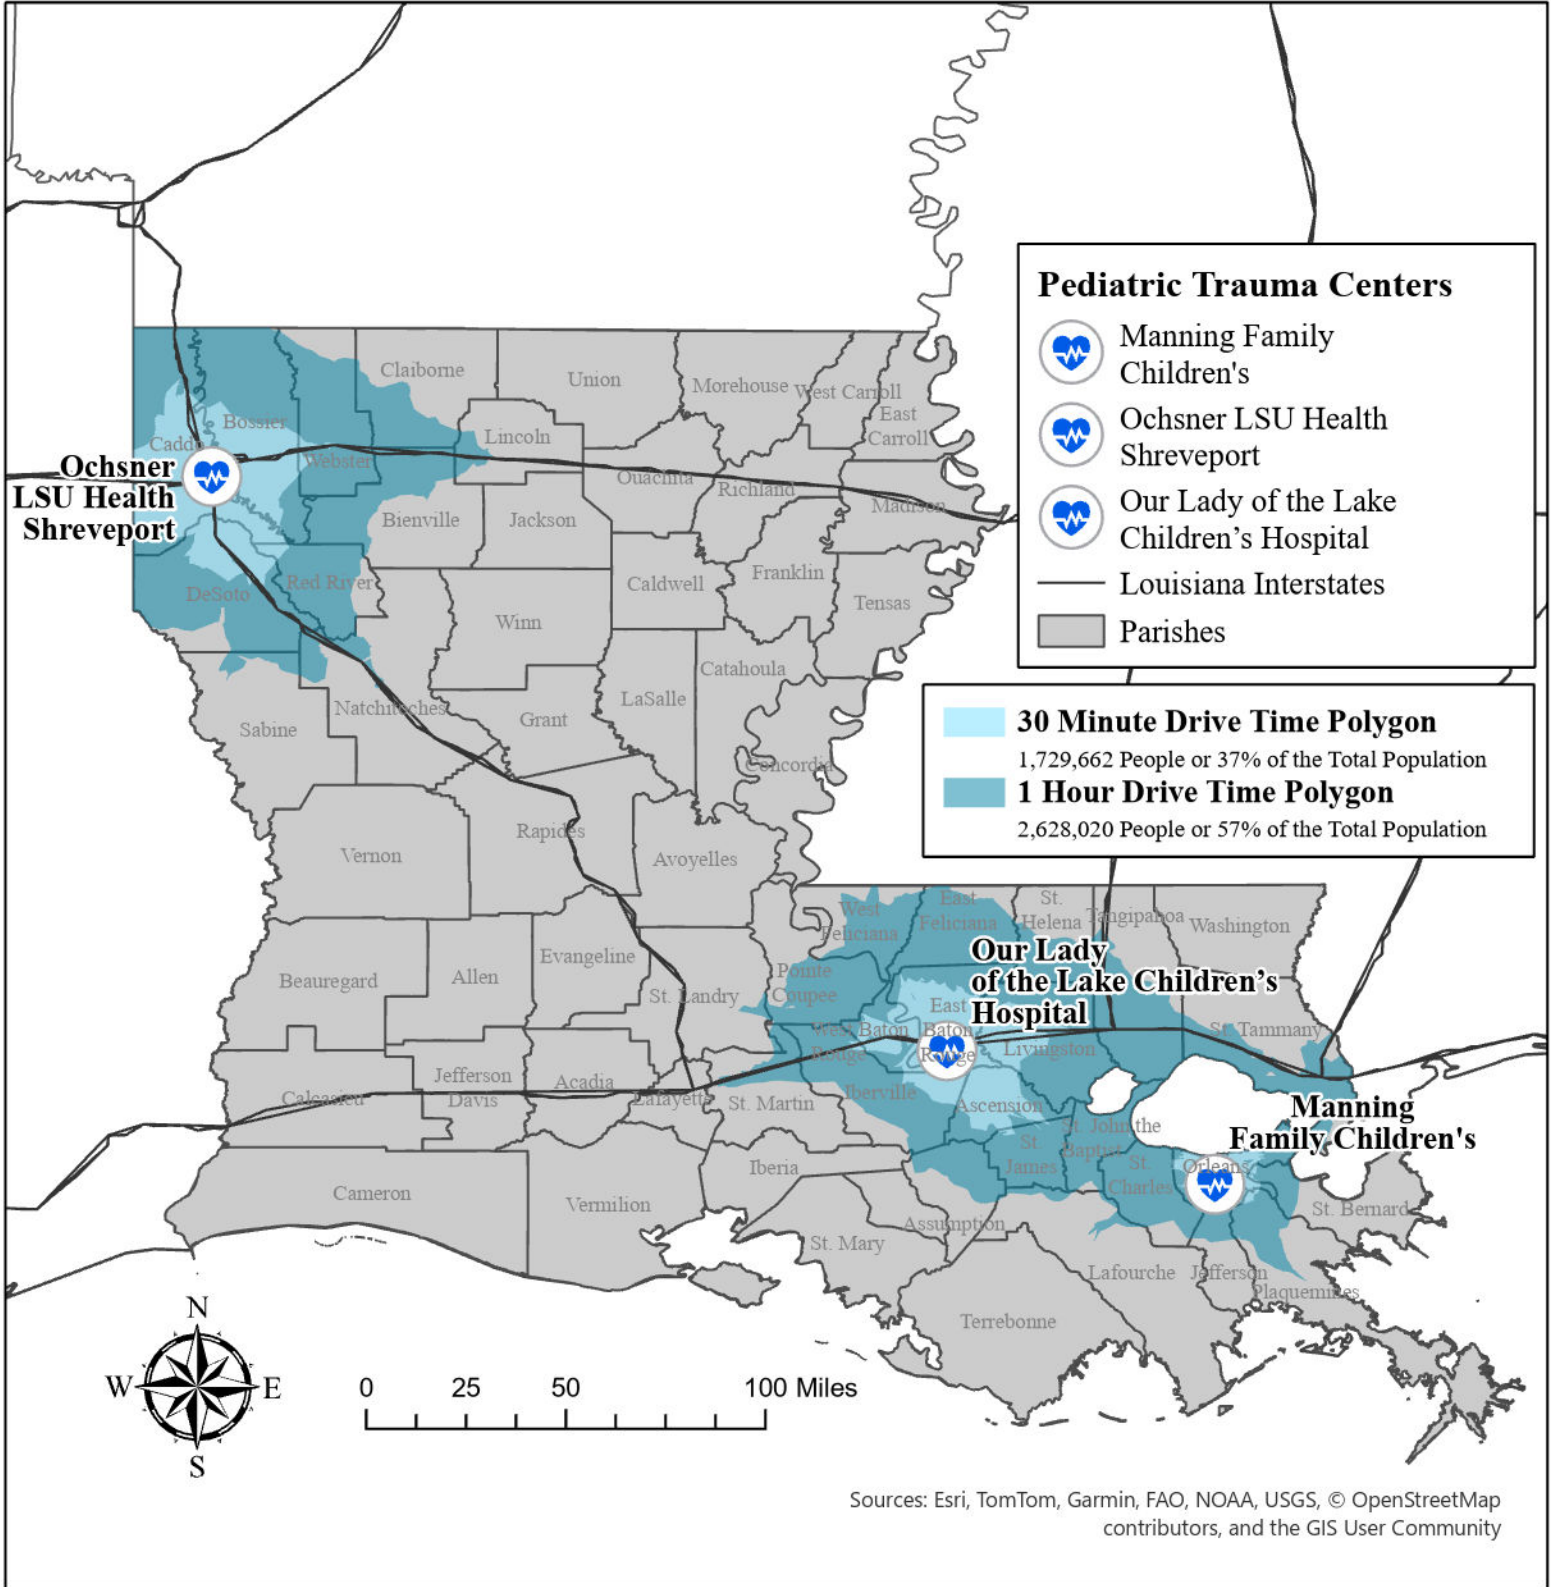 Pediatric Trauma Centers
Manning Family
Children's
Ochsner LSU Health
Shreveport
Our Lady of the Lake
Children’s Hospital
Louisiana Interstates
Parishes
30 Minute Drive Time Polygon
1,729,662 People or 37% of the Total Population
1 Hour Drive Time Polygon
2,628,020 People or 57% of the Total Population
Ochsner
LSU Health
Shreveport
Our Lady
of the Lake Children’s
Hospital
Manning
Family Children's
Caddo
Bossier
Webster
Claiborne
Union
Morehouse
West Carroll
East
Carroll
Lincoln
Ouachita
Richland
Madison
Bienville
Jackson
DeSoto
Red River
Caldwell
Franklin
Tensas
Winn
Catahoula
LaSalle
Natchitoches
Grant
Sabine
Concordia
Rapides
Vernon
Avoyelles
West
Feliciana
East
Feliciana
St.
Helena
Tangipahoa
Washington
Beauregard
Allen
Evangeline
St. Landry
Pointe
Coupee
West Baton
Rouge
East
Baton
Rouge
Livingston
St. Tammany
Calcasieu
Jefferson
Davis
Acadia
Lafayette
St. Martin
Iberville
Ascension
St. John the
Baptist
St.
James
St.
Charles
Orleans
Cameron
Vermilion
Iberia
St. Mary
Assumption
St. Bernard
Lafourche
Jefferson
Plaquemines
Terrebonne
N
W
E
S
0 25 50 100 Miles
Sources: Esri, TomTom, Garmin, FAO, NOAA, USGS, © OpenStreetMap
contributors, and the GIS User Community